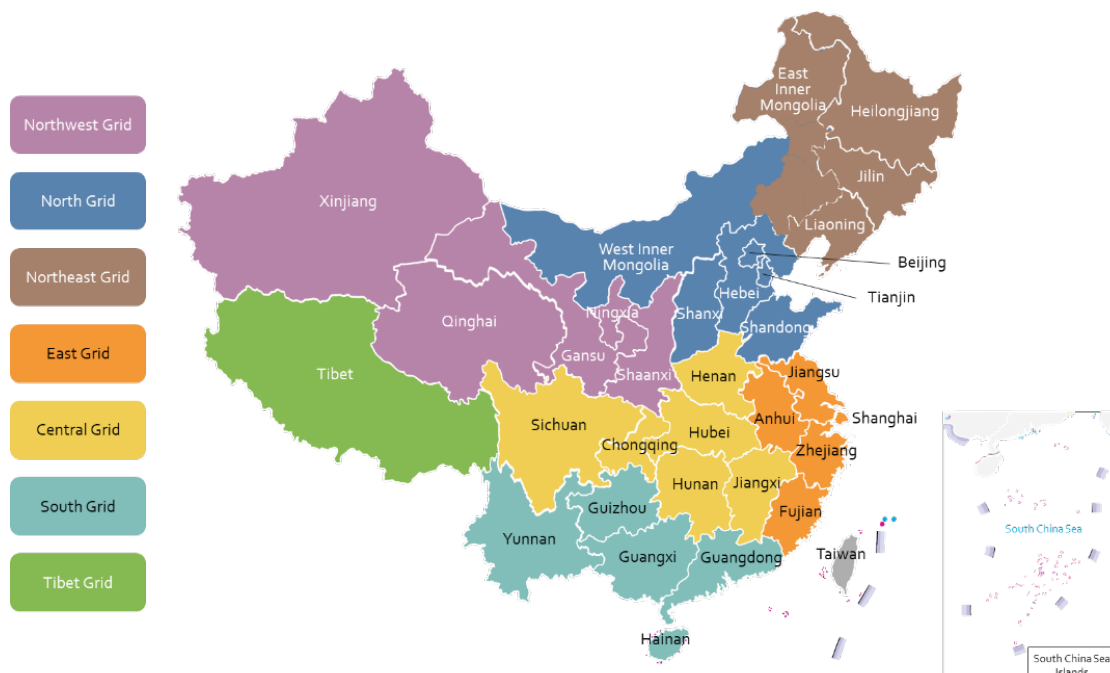 Northwest Grid
North Grid
Northeast Grid
East Grid
Central Grid
South Grid
Tibet Grid
East
Inner
Mongolia
Heilongjiang
Jilin
Liaoning
Xinjiang
West Inner
Mongolia
Beijing
Tianjin
Hebei
Ningxia
Qinghai
Shanxi
Shandong
Gansu
Shaanxi
Tibet
Henan
Jiangsu
Anhui
Shanghai
Sichuan
Hubei
Chongqing
Zhejiang
Hunan
Jiangxi
Guizhou
Fujian
Yunnan
Guangxi
Guangdong
Taiwan
Hainan
South China Sea
South China Sea
Islands